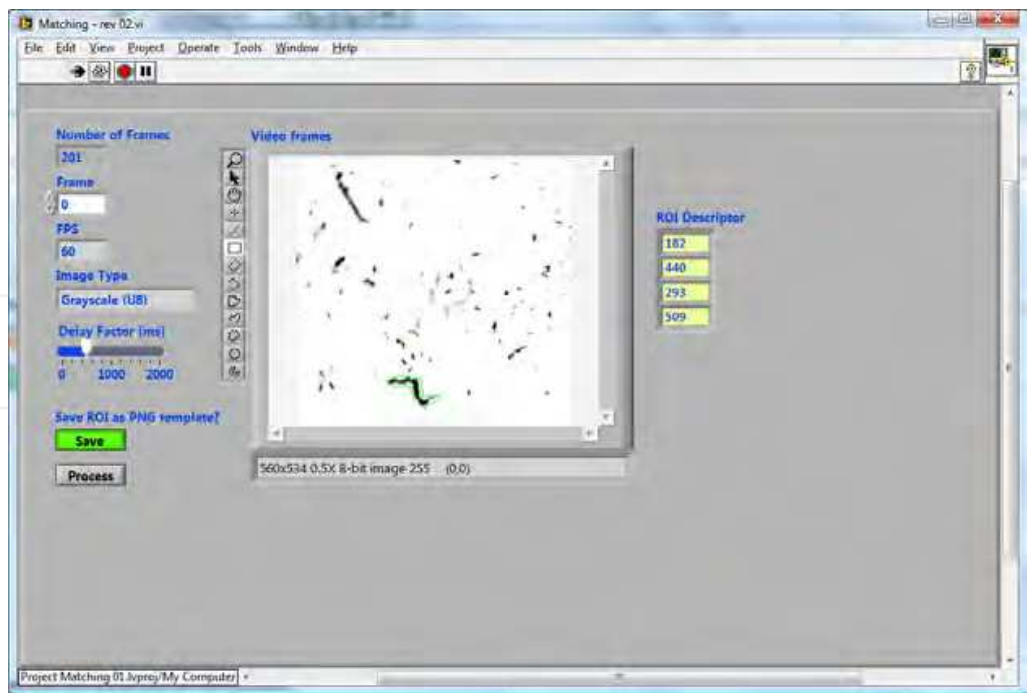 Matching - rev 02.vi
File Edit View Project Operate Tools Window Help
Number of Frames
201
Frame
0
FPS
60
Image Type
Grayscale (U8)
Delay Factor (ms)
0 1000 2000
Save ROI as PNG template?
Save
Process
Video frames
560x534 0.5X 8-bit image 255 (0,0)
ROI Descriptor
182
440
293
509
Project Matching 01.lvproj/My Computer